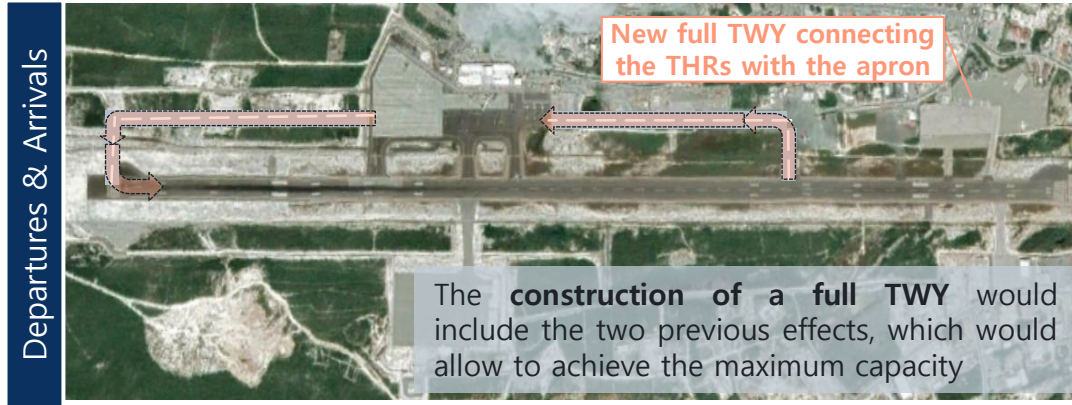 Departures & Arrivals
New full TWY connecting
the THRs with the apron
The construction of a full TWY would
include the two previous effects, which would
allow to achieve the maximum capacity